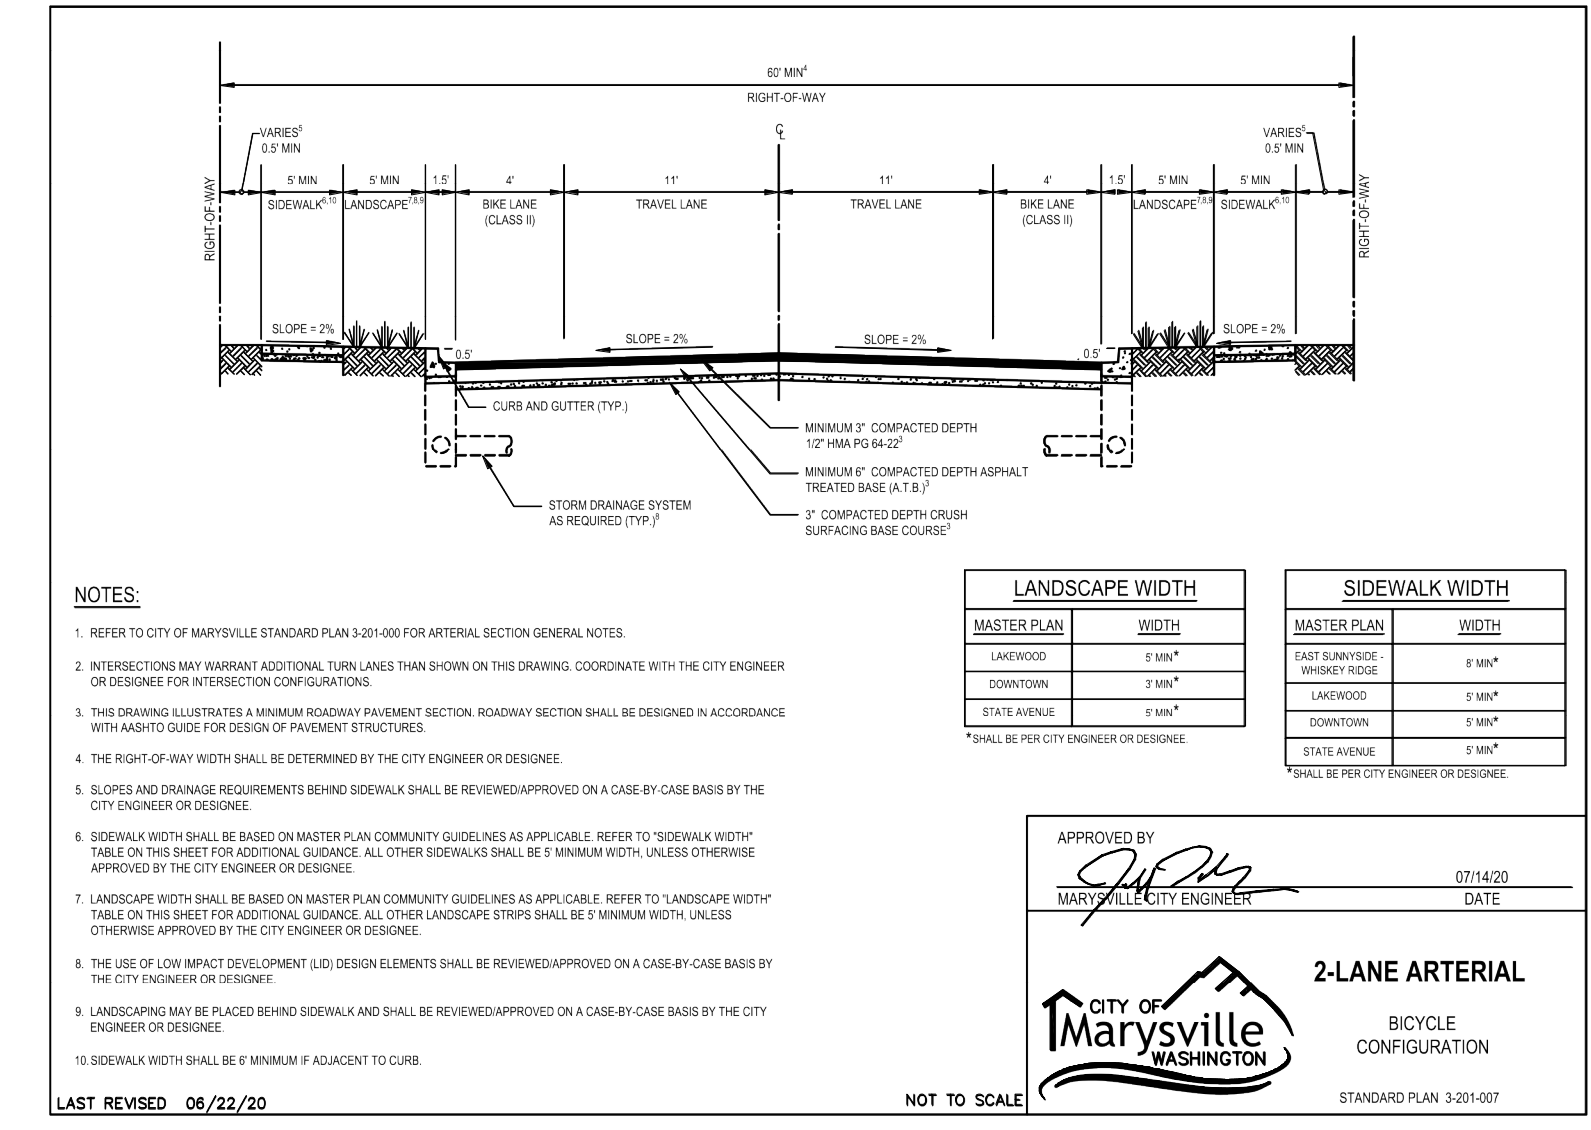 60' MIN4
RIGHT-OF-WAY
CL
VARIES5
0.5' MIN
VARIES5
0.5' MIN
RIGHT-OF-WAY
5' MIN
5' MIN
1.5'
4'
11'
11'
4'
1.5'
5' MIN
5' MIN
RIGHT-OF-WAY
SIDEWALK6,10
LANDSCAPE7,8,9
BIKE LANE
(CLASS II)
TRAVEL LANE
TRAVEL LANE
BIKE LANE
(CLASS II)
LANDSCAPE7,8,9
SIDEWALK6,10
SLOPE = 2%
0.5'
SLOPE = 2%
SLOPE = 2%
0.5'
SLOPE = 2%
CURB AND GUTTER (TYP.)
MINIMUM 3" COMPACTED DEPTH
1/2" HMA PG 64-223
MINIMUM 6" COMPACTED DEPTH ASPHALT
TREATED BASE (A.T.B.)3
3" COMPACTED DEPTH CRUSH
SURFACING BASE COURSE3
STORM DRAINAGE SYSTEM
AS REQUIRED (TYP.)8
NOTES:
1. REFER TO CITY OF MARYSVILLE STANDARD PLAN 3-201-000 FOR ARTERIAL SECTION GENERAL NOTES.
2. INTERSECTIONS MAY WARRANT ADDITIONAL TURN LANES THAN SHOWN ON THIS DRAWING. COORDINATE WITH THE CITY ENGINEER
OR DESIGNEE FOR INTERSECTION CONFIGURATIONS.
3. THIS DRAWING ILLUSTRATES A MINIMUM ROADWAY PAVEMENT SECTION. ROADWAY SECTION SHALL BE DESIGNED IN ACCORDANCE
WITH AASHTO GUIDE FOR DESIGN OF PAVEMENT STRUCTURES.
4. THE RIGHT-OF-WAY WIDTH SHALL BE DETERMINED BY THE CITY ENGINEER OR DESIGNEE.
5. SLOPES AND DRAINAGE REQUIREMENTS BEHIND SIDEWALK SHALL BE REVIEWED/APPROVED ON A CASE-BY-CASE BASIS BY THE
CITY ENGINEER OR DESIGNEE.
6. SIDEWALK WIDTH SHALL BE BASED ON MASTER PLAN COMMUNITY GUIDELINES AS APPLICABLE. REFER TO "SIDEWALK WIDTH"
TABLE ON THIS SHEET FOR ADDITIONAL GUIDANCE. ALL OTHER SIDEWALKS SHALL BE 5' MINIMUM WIDTH, UNLESS OTHERWISE
APPROVED BY THE CITY ENGINEER OR DESIGNEE.
7. LANDSCAPE WIDTH SHALL BE BASED ON MASTER PLAN COMMUNITY GUIDELINES AS APPLICABLE. REFER TO "LANDSCAPE WIDTH"
TABLE ON THIS SHEET FOR ADDITIONAL GUIDANCE. ALL OTHER LANDSCAPE STRIPS SHALL BE 5' MINIMUM WIDTH, UNLESS
OTHERWISE APPROVED BY THE CITY ENGINEER OR DESIGNEE.
8. THE USE OF LOW IMPACT DEVELOPMENT (LID) DESIGN ELEMENTS SHALL BE REVIEWED/APPROVED ON A CASE-BY-CASE BASIS BY
THE CITY ENGINEER OR DESIGNEE.
9. LANDSCAPING MAY BE PLACED BEHIND SIDEWALK AND SHALL BE REVIEWED/APPROVED ON A CASE-BY-CASE BASIS BY THE CITY
ENGINEER OR DESIGNEE.
10. SIDEWALK WIDTH SHALL BE 6' MINIMUM IF ADJACENT TO CURB.
LAST REVISED 06/22/20
NOT TO SCALE
LANDSCAPE WIDTH
MASTER PLAN WIDTH
LAKEWOOD 5' MIN*
DOWNTOWN 3' MIN*
STATE AVENUE 5' MIN*
*SHALL BE PER CITY ENGINEER OR DESIGNEE.
SIDEWALK WIDTH
MASTER PLAN WIDTH
EAST SUNNYSIDE -
WHISKEY RIDGE 8' MIN*
LAKEWOOD 5' MIN*
DOWNTOWN 5' MIN*
STATE AVENUE 5' MIN*
*SHALL BE PER CITY ENGINEER OR DESIGNEE.
APPROVED BY
07/14/20
MARYSVILLE CITY ENGINEER DATE
CITY OF
Marysville
WASHINGTON
2-LANE ARTERIAL
BICYCLE
CONFIGURATION
STANDARD PLAN 3-201-007